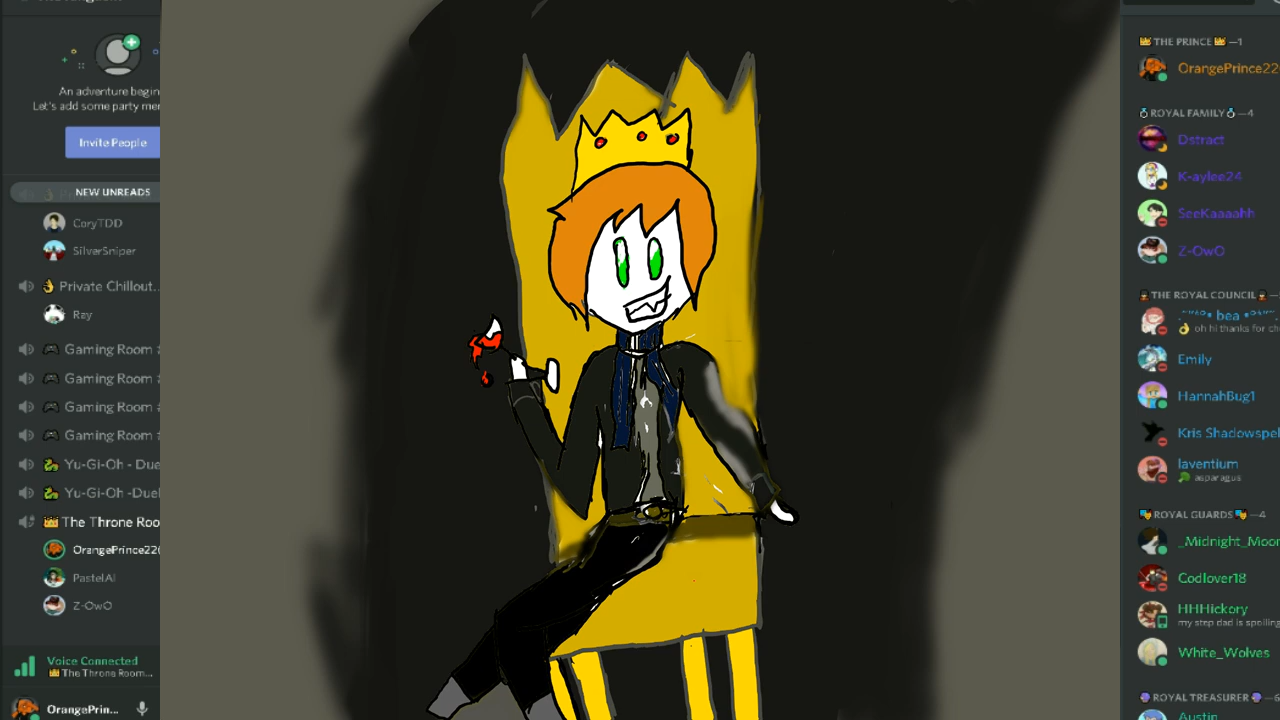 An adventure begin
Let's add some party me
Invite People
NEW UNREADS
CoryTDD
SilverSniper
Private Chillout...
Ray
Gaming Room
Gaming Room
Gaming Room
Gaming Room
Yu-Gi-Oh - Due
Yu-Gi-Oh -Duel
The Throne Roo
OrangePrince22
PastelAI
Z-OwO
Voice Connected
The Throne Room...
OrangePrin...
THE PRINCE —1
OrangePrince22
ROYAL FAMILY —4
Dstract
K-aylee24
SeeKaaaahh
Z-OwO
THE ROYAL COUNCIL —
bea
oh hi thanks for ch
Emily
HannahBug1
Kris Shadowspel
laventium
asparagus
ROYAL GUARDS —4
_Midnight_Moon
Codlover18
HHHickory
my step dad is spoiling
White_Wolves
ROYAL TREASURER
Austin